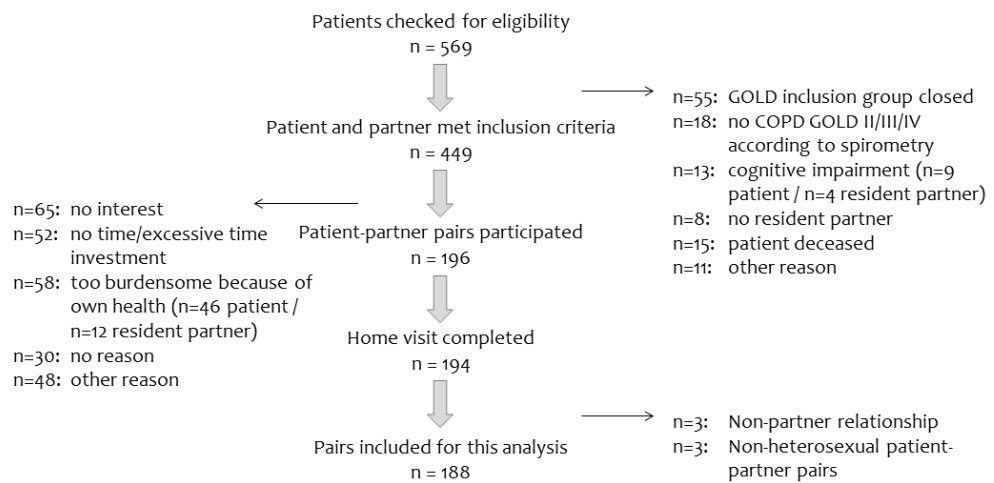 Patients checked for eligibility
n = 569
n=55: GOLD inclusion group closed
n=18: no COPD GOLD II/III/IV
according to spirometry
n=13: cognitive impairment (n=9
patient / n=4 resident partner)
n=8: no resident partner
n=15: patient deceased
n=11: other reason
Patient and partner met inclusion criteria
n = 449
n=65: no interest
n=52: no time/excessive time
investment
n=58: too burdensome because of
own health (n=46 patient /
n=12 resident partner)
n=30: no reason
n=48: other reason
Patient-partner pairs participated
n = 196
Home visit completed
n = 194
n=3: Non-partner relationship
n=3: Non-heterosexual patient-
partner pairs
Pairs included for this analysis
n = 188